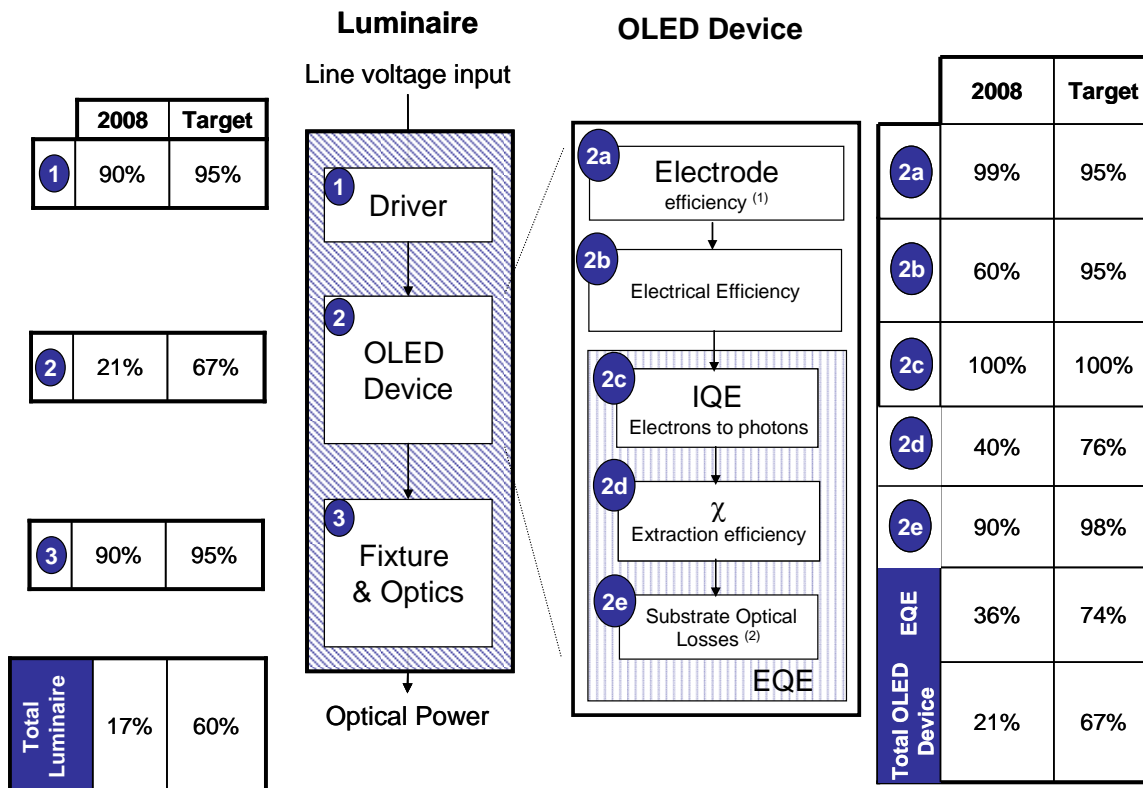 Luminaire
OLED Device
Line voltage input
2008 Target
1 90% 95%
2 21% 67%
3 90% 95%
Total
Luminaire
17% 60%
1
Driver
2
OLED
Device
3
Fixture
& Optics
Optical Power
2a
Electrode
efficiency (1)
2b
Electrical Efficiency
2c
IQE
Electrons to photons
2d
χ
Extraction efficiency
2e
Substrate Optical
Losses (2)
EQE
2008 Target
2a 99% 95%
2b 60% 95%
2c 100% 100%
2d 40% 76%
2e 90% 98%
EQE 36% 74%
Total OLED
Device
21% 67%